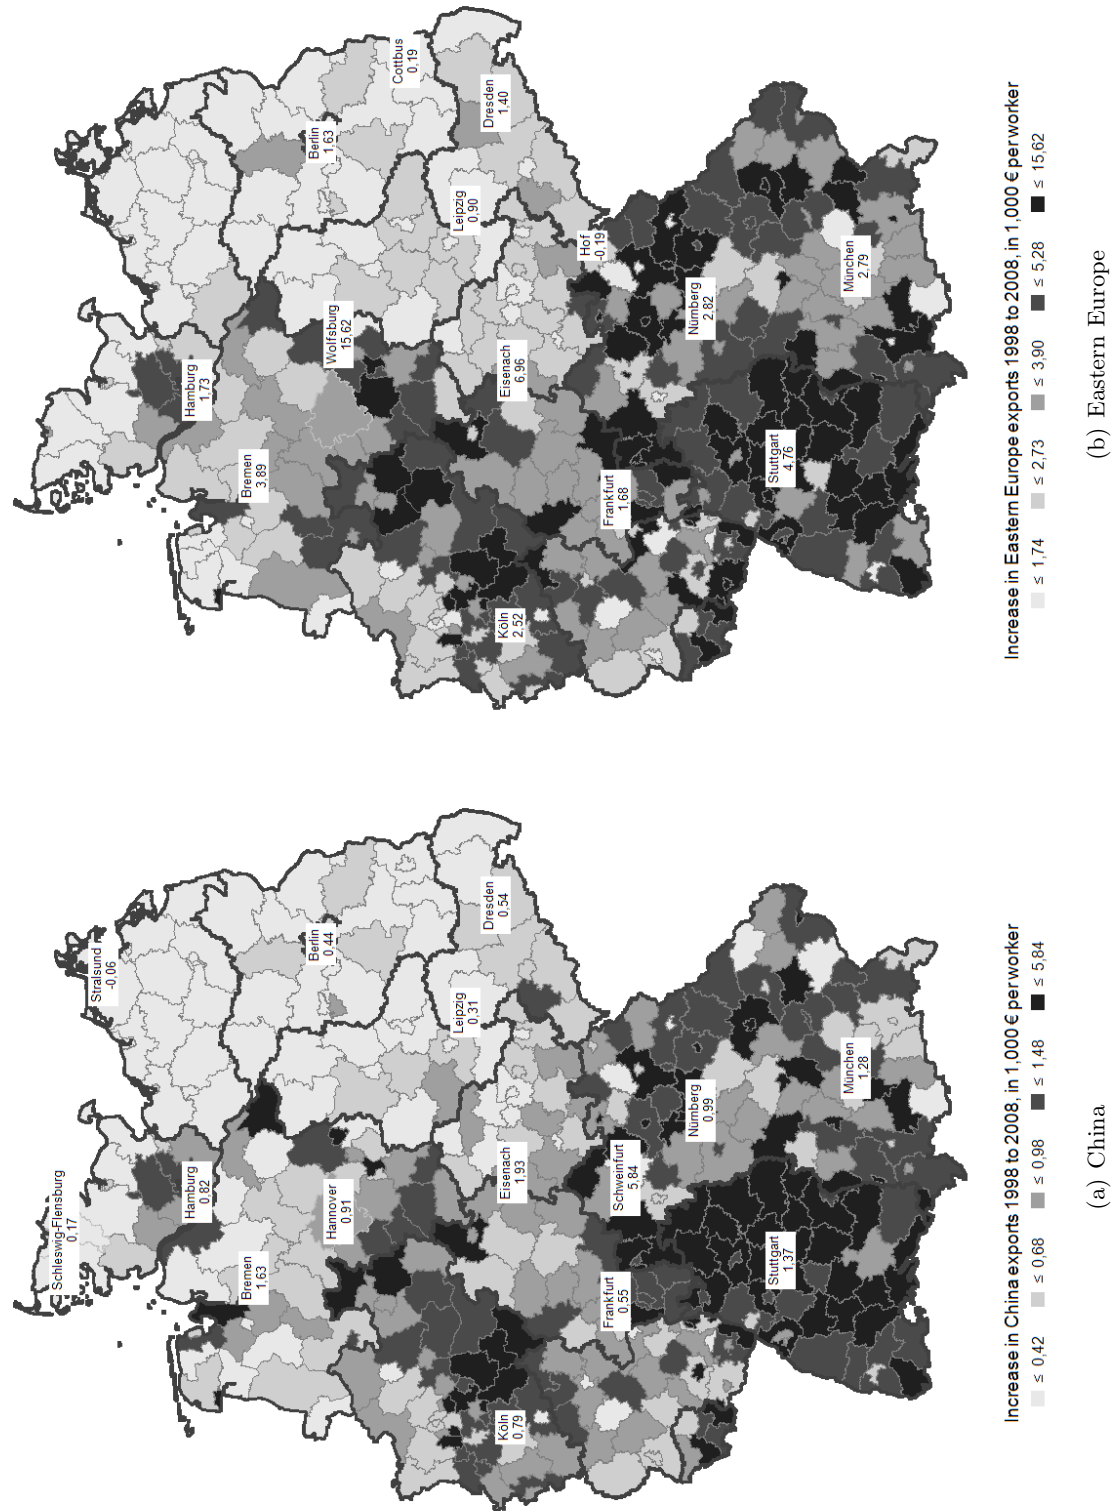 Schleswig-Flensburg
0,17
Stralsund
-0,06
Hamburg
0,82
Bremen
1,63
Hannover
0,91
Berlin
0,44
Leipzig
0,31
Dresden
0,54
Eisenach
1,93
Köln
0,79
Schweinfurt
5,84
Frankfurt
0,55
Nürnberg
0,99
Stuttgart
1,37
München
1,28
Increase in China exports 1998 to 2008, in 1,000 € per worker
≤ 0,42 ≤ 0,68 ≤ 0,98 ≤ 1,48 ≤ 5,84
(a) China
Hamburg
1,73
Bremen
3,89
Wolfsburg
15,62
Berlin
1,63
Cottbus
0,19
Leipzig
0,90
Dresden
1,40
Eisenach
6,96
Köln
2,52
Hof
-0,19
Frankfurt
1,68
Nürnberg
2,82
Stuttgart
4,76
München
2,79
Increase in Eastern Europe exports 1998 to 2008, in 1,000 € per worker
≤ 1,74 ≤ 2,73 ≤ 3,90 ≤ 5,28 ≤ 15,62
(b) Eastern Europe